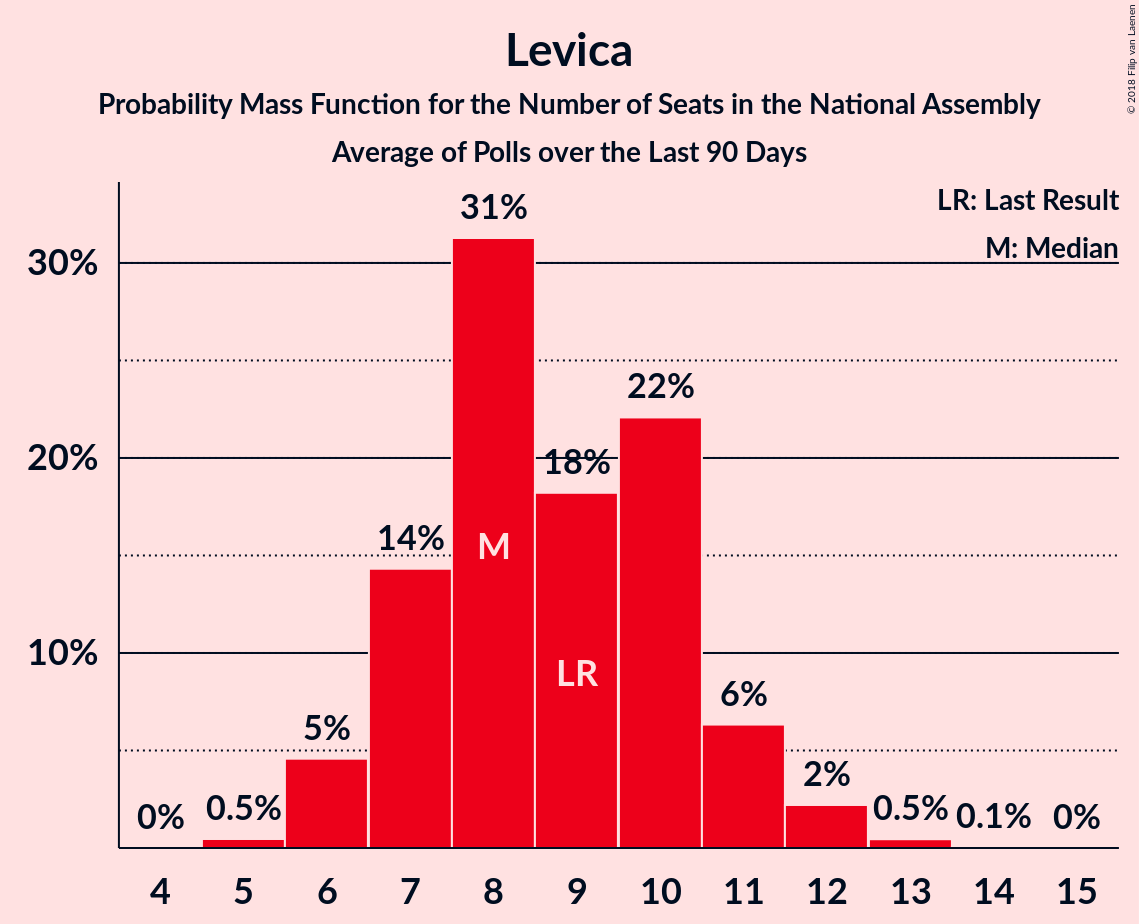 Levica
Probability Mass Function for the Number of Seats in the National Assembly
Average of Polls over the Last 90 Days
© 2018 Filip van Laenen
LR: Last Result
M: Median
30%
20%
10%
0%
0.5%
5%
14%
31%
18%
22%
6%
2%
0.5%
0.1%
0%
M
LR
4 5 6 7 8 9 10 11 12 13 14 15